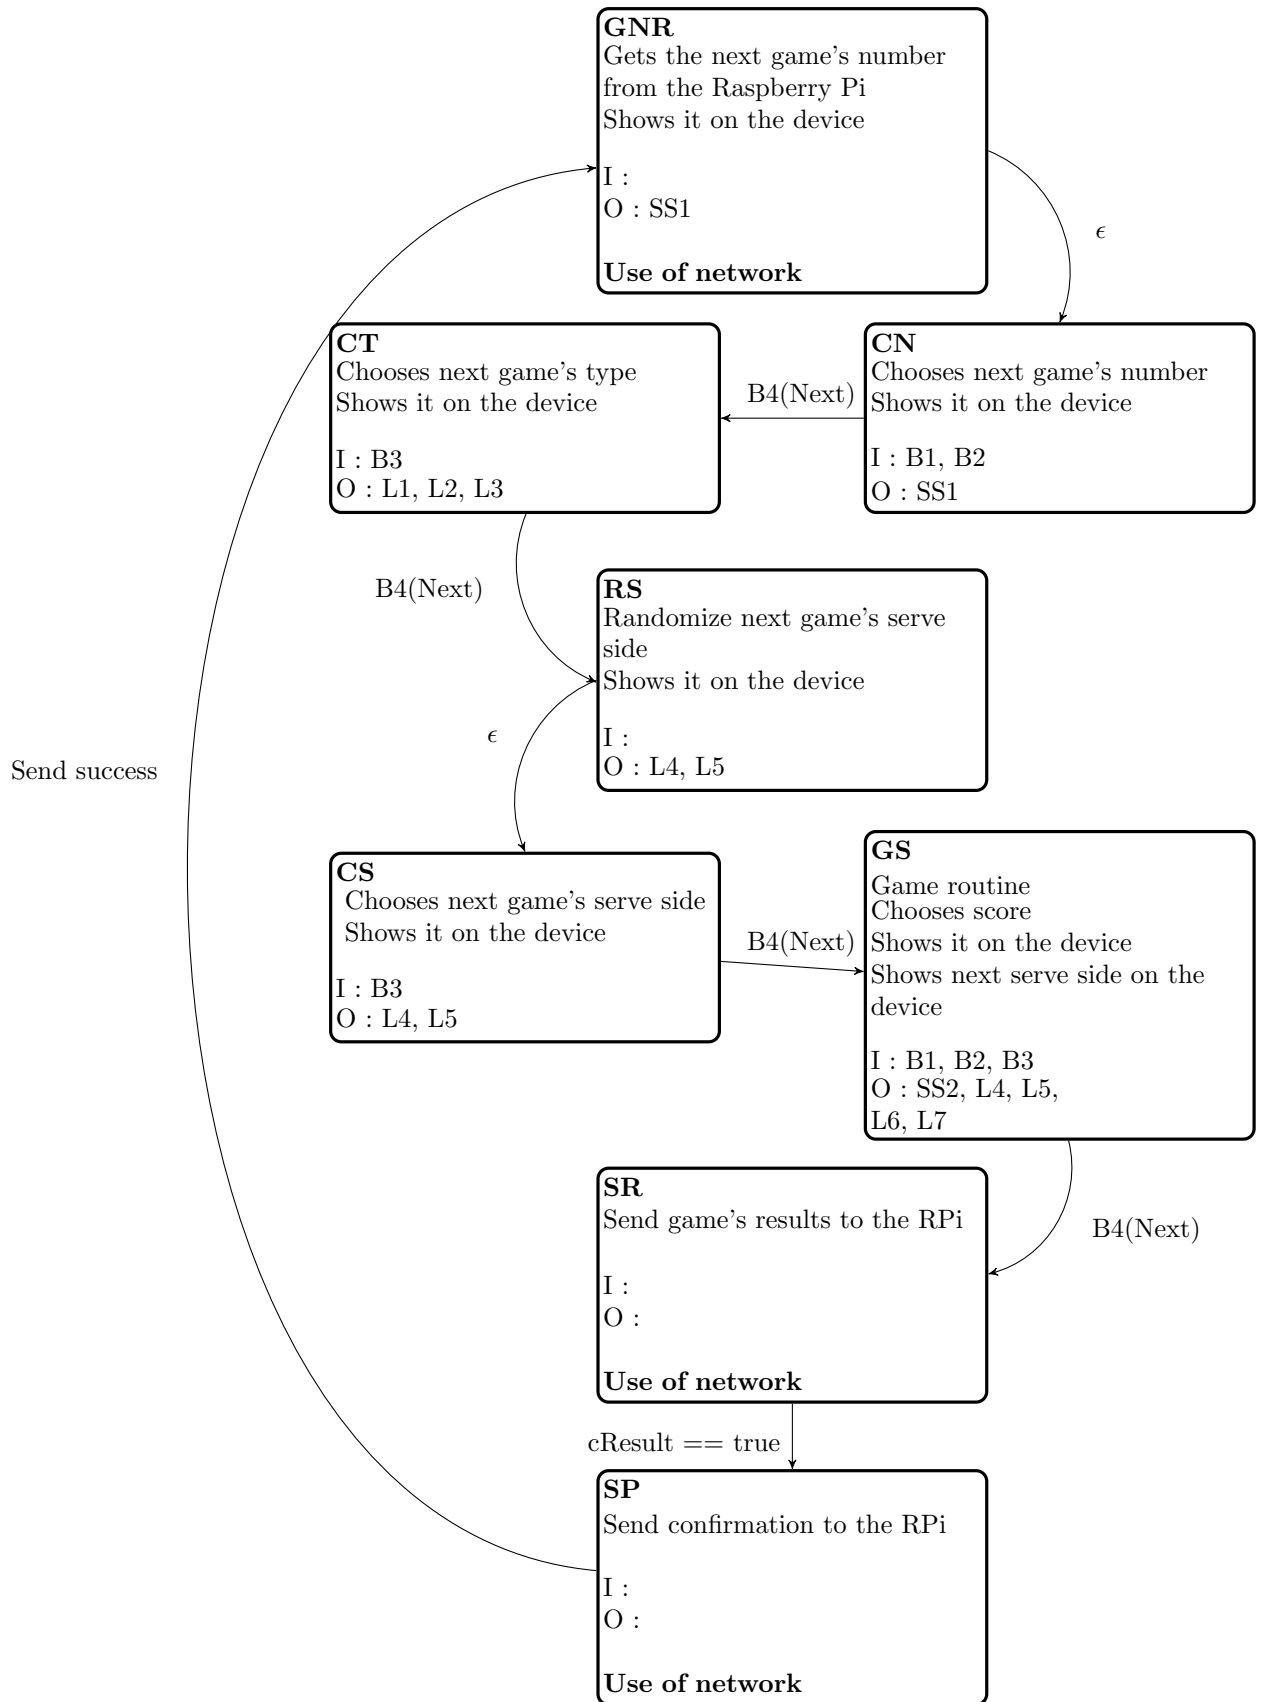 GNR
Gets the next game's number
from the Raspberry Pi
Shows it on the device
I :
O : SS1
Use of network
ϵ
CT
Chooses next game's type
Shows it on the device
I : B3
O : L1, L2, L3
B4(Next)
CN
Chooses next game's number
Shows it on the device
I : B1, B2
O : SS1
B4(Next)
RS
Randomize next game's serve
side
Shows it on the device
I :
O : L4, L5
ϵ
Send success
CS
Chooses next game's serve side
Shows it on the device
I : B3
O : L4, L5
B4(Next)
GS
Game routine
Chooses score
Shows it on the device
Shows next serve side on the
device
I : B1, B2, B3
O : SS2, L4, L5,
L6, L7
B4(Next)
SR
Send game's results to the RPi
I :
O :
Use of network
cResult == true
SP
Send confirmation to the RPi
I :
O :
Use of network